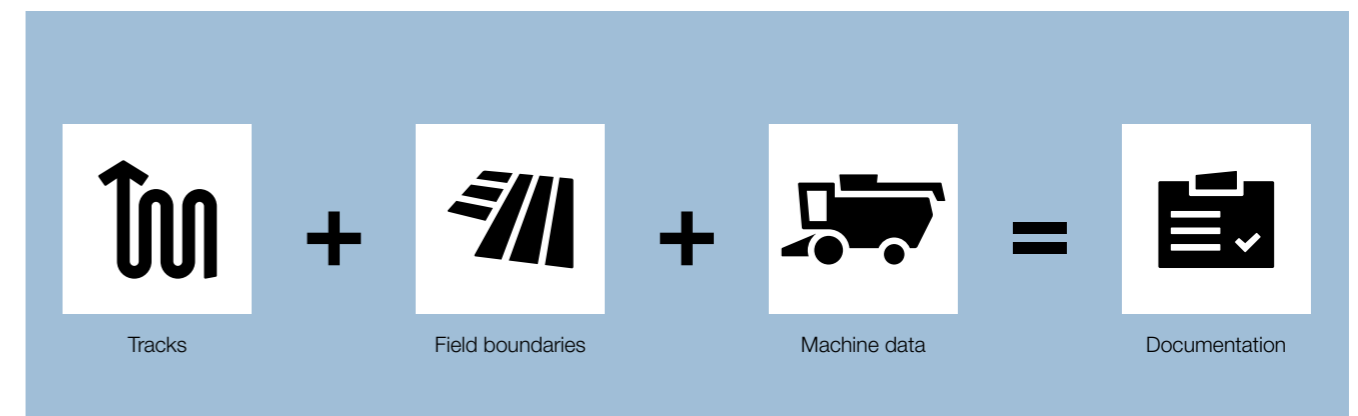 Tracks
+
Field boundaries
+
Machine data
=
Documentation